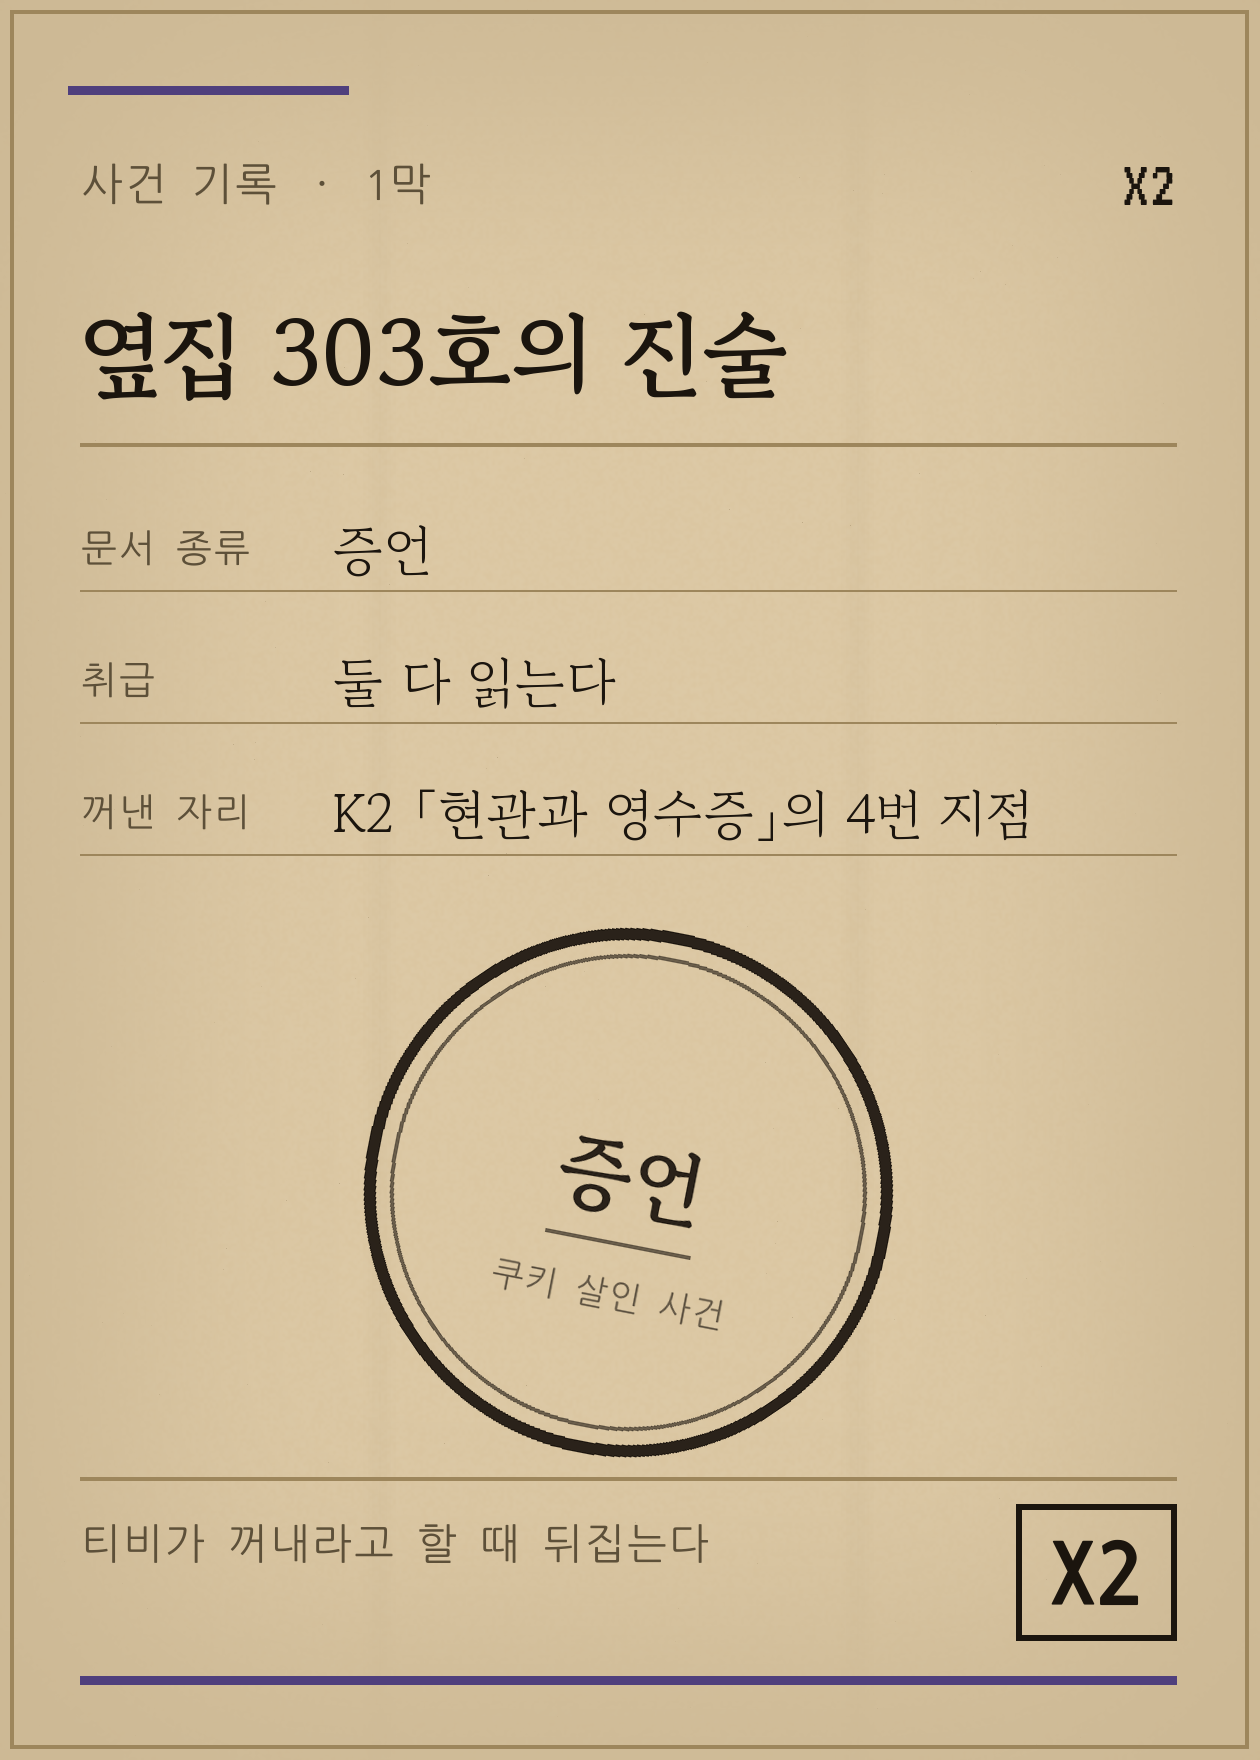 사건 기록 · 1막
X2
옆집 303호의 진술
문서 종류 증언
취급 둘 다 읽는다
꺼낸 자리 K2 「현관과 영수증」의 4번 지점
증언
쿠키 살인 사건
티비가 꺼내라고 할 때 뒤집는다
X2